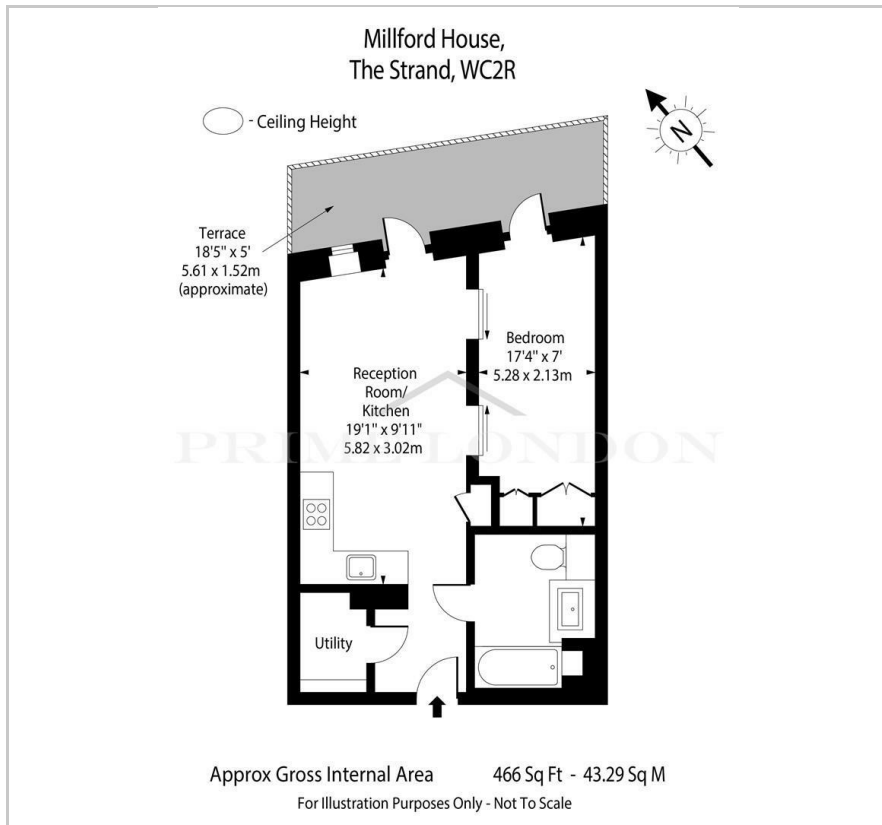 Millford House,
The Strand, WC2R
- Ceiling Height
N
Terrace
18'5" x 5'
5.61 x 1.52m
(approximate)
Bedroom
17'4" x 7'
5.28 x 2.13m
Reception
Room/
Kitchen
19'1" x 9'11"
5.82 x 3.02m
PRIME LONDON
Utility
Approx Gross Internal Area 466 Sq Ft - 43.29 Sq M
For Illustration Purposes Only - Not To Scale